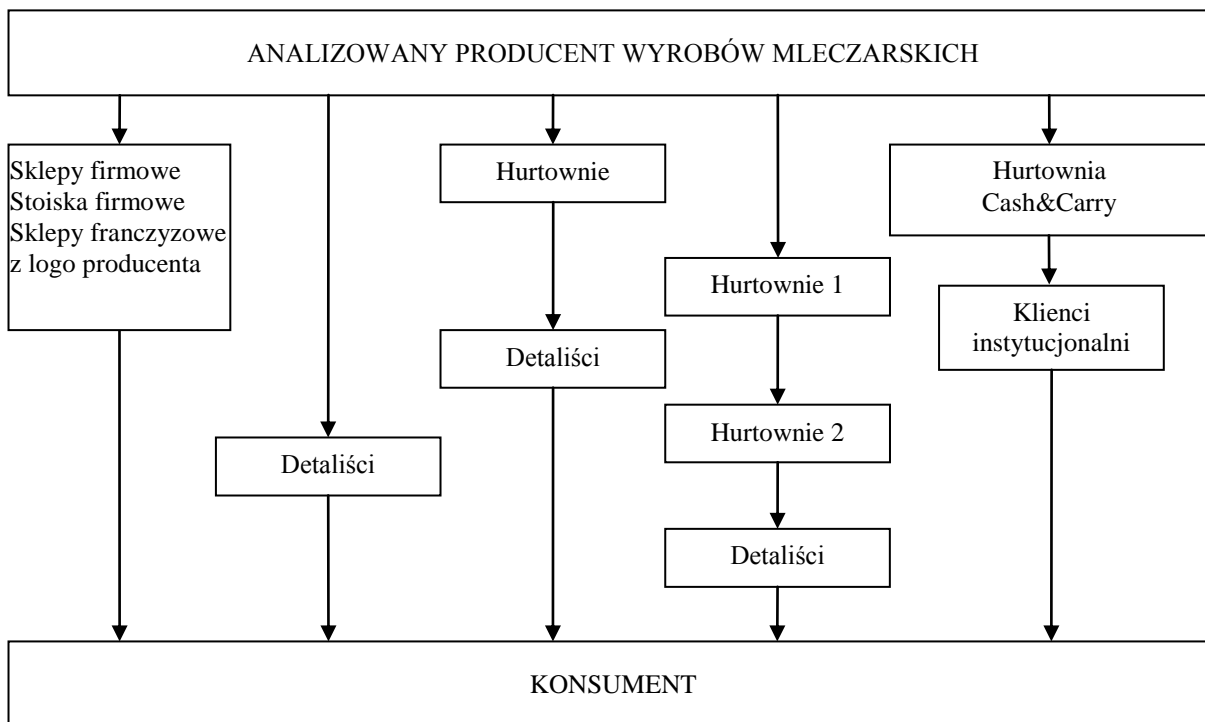 ANALIZOWANY PRODUCENT WYROBÓW MLECZARSKICH
Sklepy firmowe
Stoiska firmowe
Sklepy franczyzowe
z logo producenta
Detaliści
Hurtownie
Detaliści
Hurtownie 1
Hurtownie 2
Detaliści
Hurtownia
Cash&Carry
Klienci
instytucjonalni
KONSUMENT